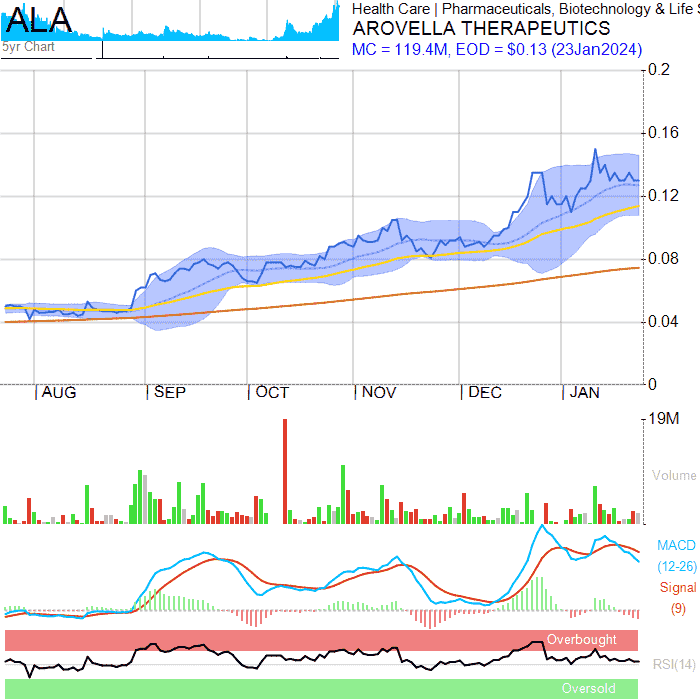 ALA
5yr Chart
Health Care | Pharmaceuticals, Biotechnology & Life S
AROVELLA THERAPEUTICS
MC = 119.4M, EOD = $0.13 (23Jan2024)
0.2
0.16
0.12
0.08
0.04
0
AUG SEP OCT NOV DEC JAN
19M
Volume
MACD
(12-26)
Signal
(9)
Overbought
RSI(14)
Oversold